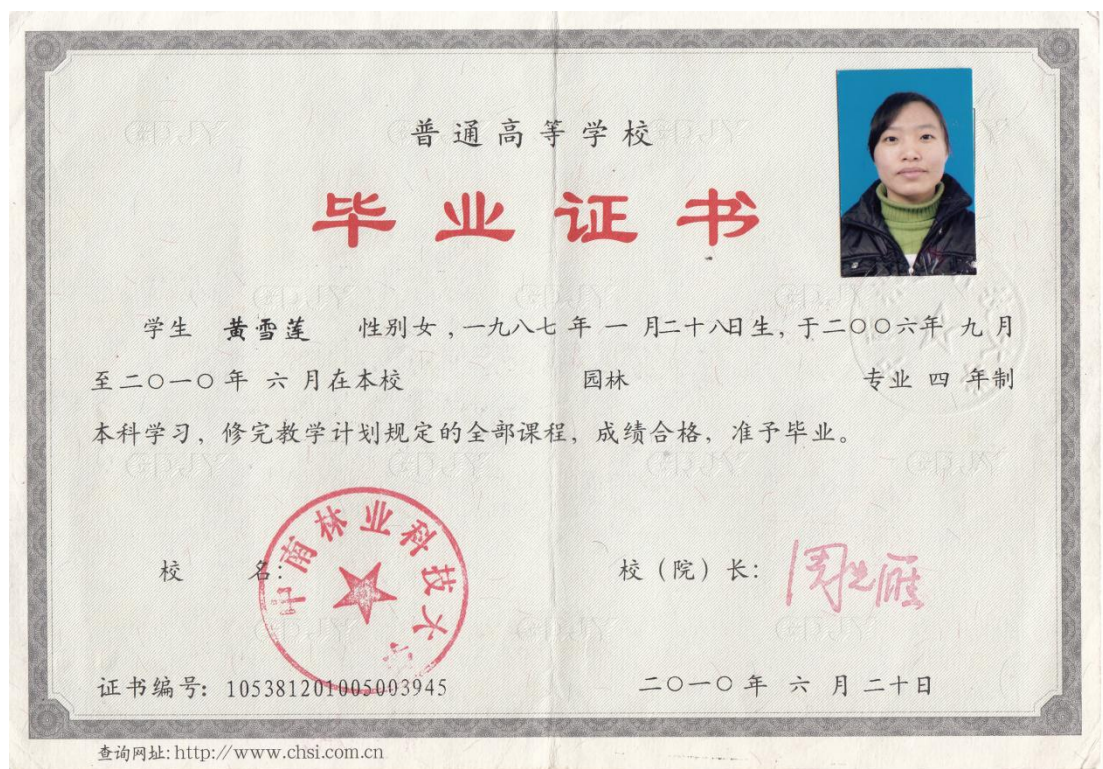 普通高等学校
毕业证书
学生 黄雪莲 性别女，一九八七年 一 月二十八日生，于二〇〇六年 九月
至二〇一〇年 六月在本校 园林 专业 四 年制
本科学习，修完教学计划规定的全部课程，成绩合格，准予毕业。
校 名：
中南林业科技大学
校（院）长：
证书编号：105381201005003945
二〇一〇年 六 月 二十日
查询网址：http://www.chsi.com.cn